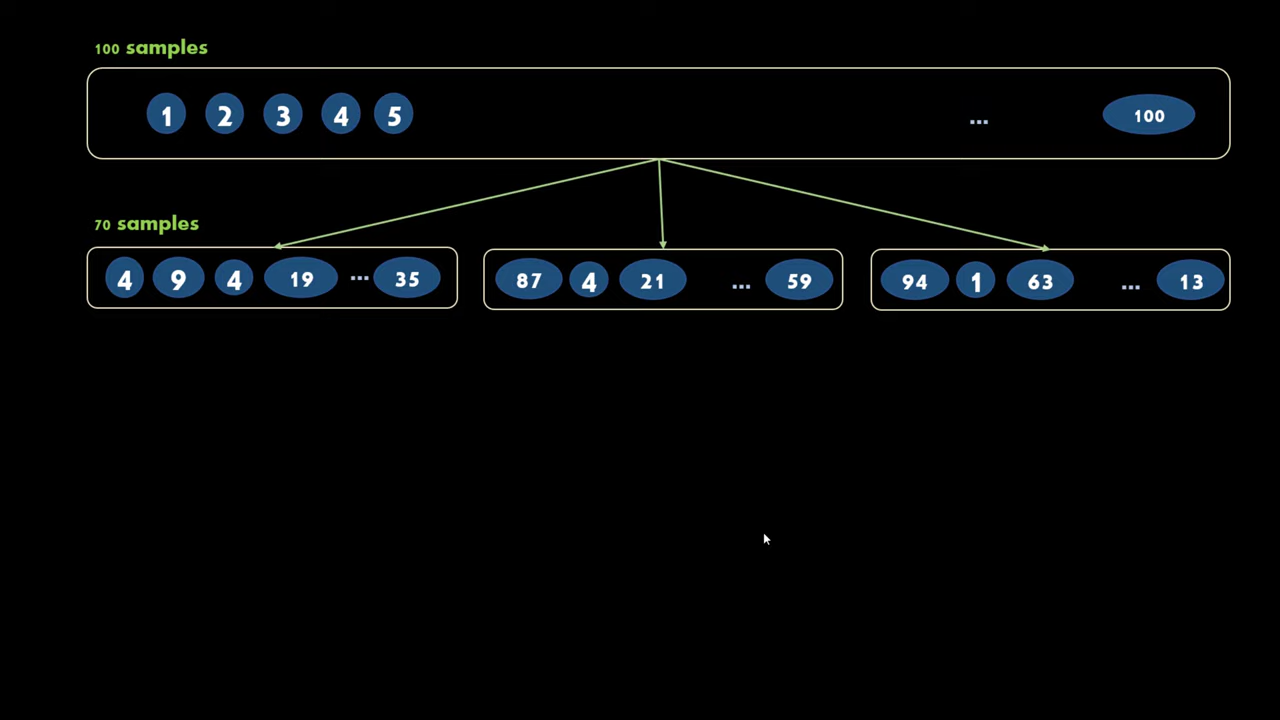 100 samples
1 2 3 4 5 ... 100
70 samples
4 9 4 19 ... 35
87 4 21 ... 59
94 1 63 ... 13